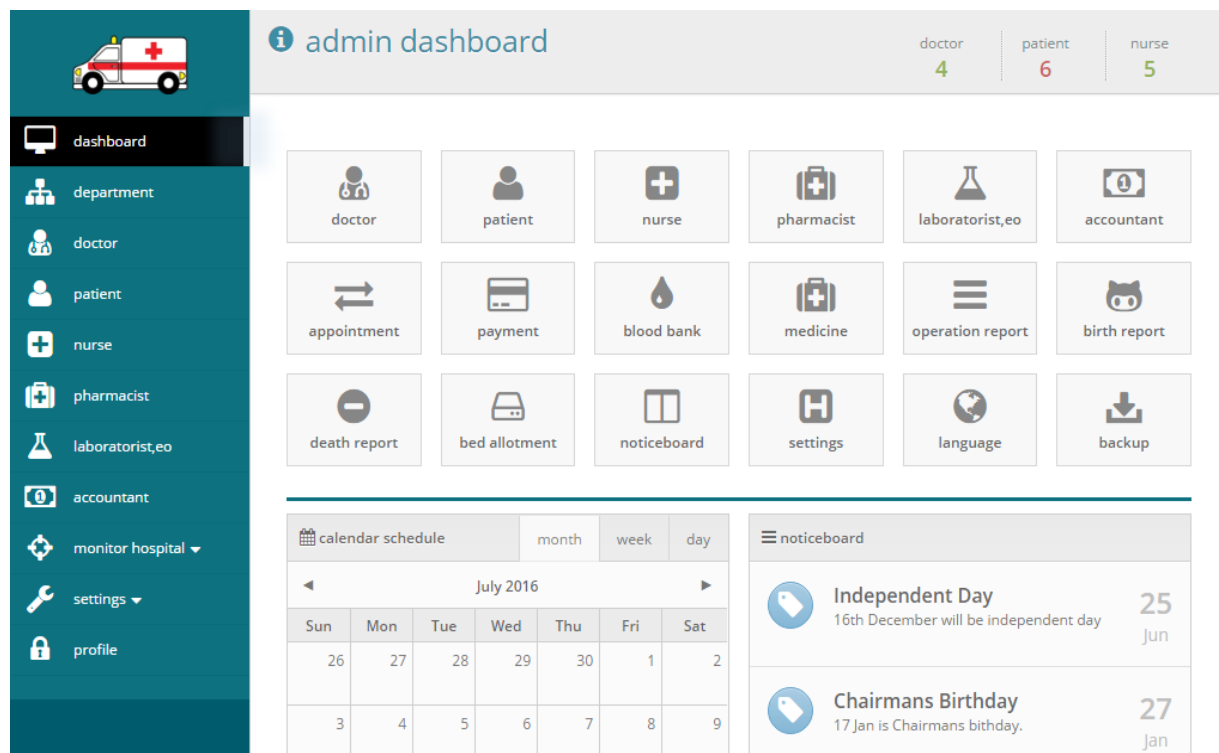 admin dashboard
doctor patient nurse
4 6 5
dashboard
department
doctor
patient
nurse
pharmacist
laboratorist,eo
accountant
monitor hospital
settings
profile
doctor patient nurse pharmacist laboratorist,eo accountant
appointment payment blood bank medicine operation report birth report
death report bed allotment noticeboard settings language backup
calendar schedule month week day
July 2016
Sun Mon Tue Wed Thu Fri Sat
26 27 28 29 30 1 2
3 4 5 6 7 8 9
noticeboard
Independent Day
16th December will be independent day
25
Jun
Chairmans Birthday
17 Jan is Chairmans bithday.
27
Jan